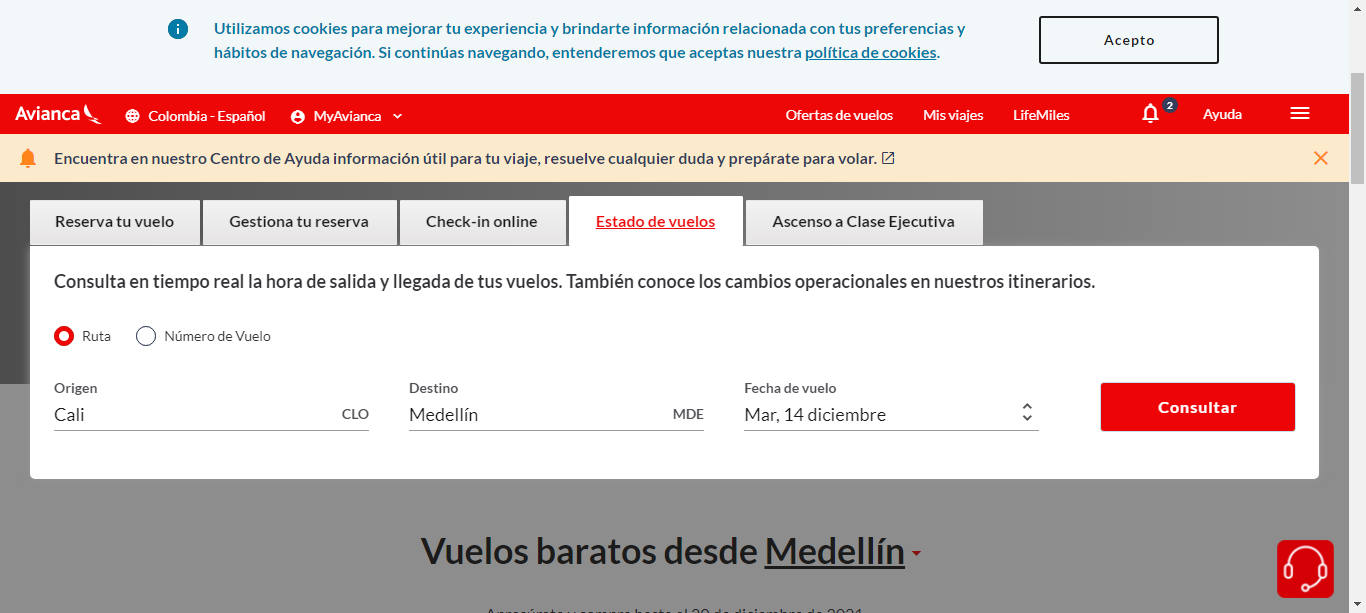 Utilizamos cookies para mejorar tu experiencia y brindarte información relacionada con tus preferencias y
hábitos de navegación. Si continúas navegando, entenderemos que aceptas nuestra política de cookies.
Acepto
Avianca
Colombia - Español
MyAvianca
Ofertas de vuelos
Mis viajes
LifeMiles
2
Ayuda
Encuentra en nuestro Centro de Ayuda información útil para tu viaje, resuelve cualquier duda y prepárate para volar.
Reserva tu vuelo
Gestiona tu reserva
Check-in online
Estado de vuelos
Ascenso a Clase Ejecutiva
Consulta en tiempo real la hora de salida y llegada de tus vuelos. También conoce los cambios operacionales en nuestros itinerarios.
Ruta
Número de Vuelo
Origen
Cali
CLO
Destino
Medellín
MDE
Fecha de vuelo
Mar, 14 diciembre
Consultar
Vuelos baratos desde Medellín